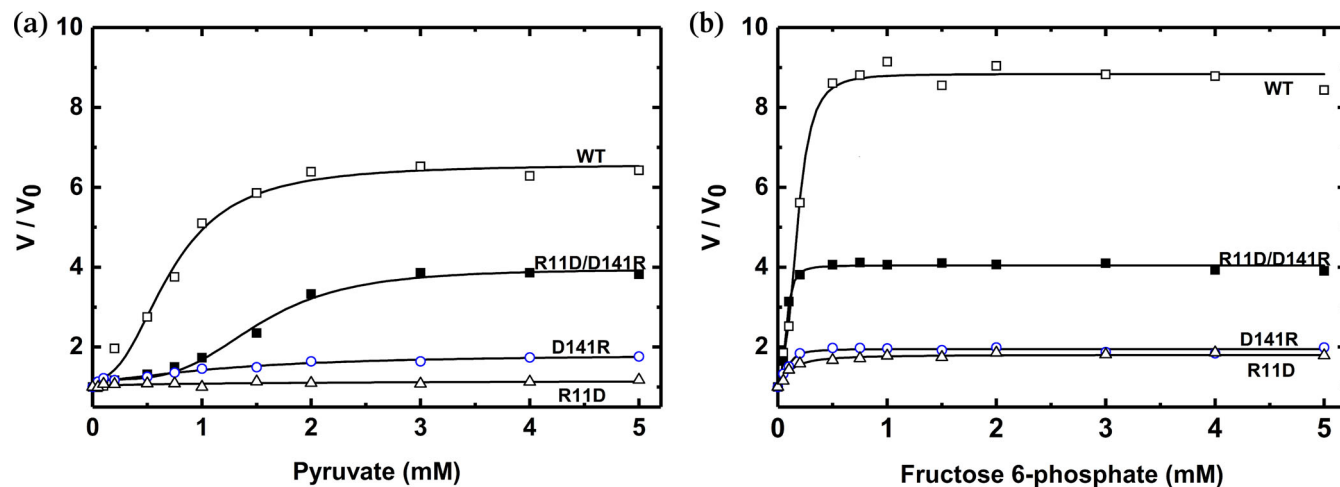 (a)
10
8
6
4
2
V / V0
WT
R11D/D141R
D141R
R11D
0 1 2 3 4 5
Pyruvate (mM)
(b)
10
8
6
4
2
V / V0
WT
R11D/D141R
D141R
R11D
0 1 2 3 4 5
Fructose 6-phosphate (mM)